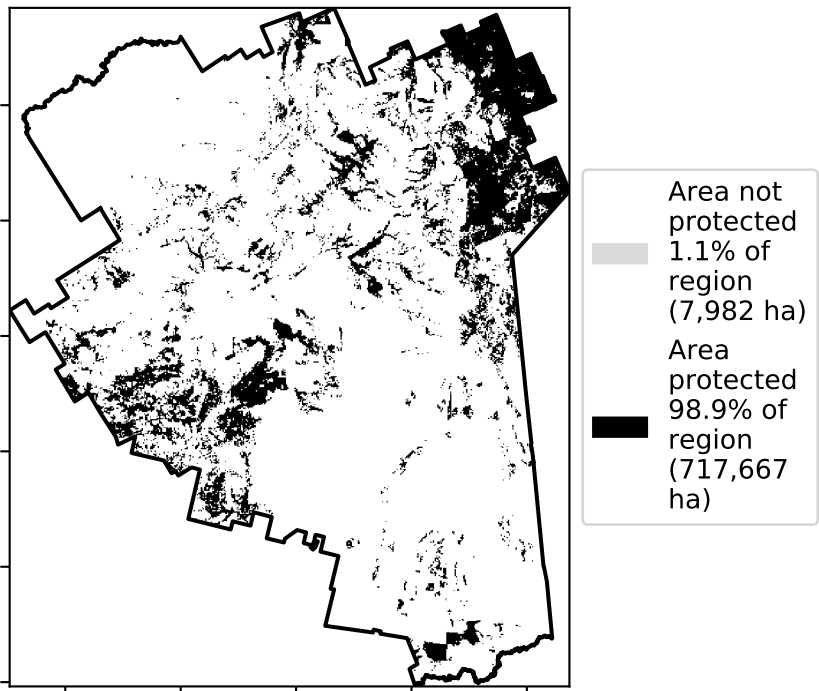 Area not
protected
1.1% of
region
(7,982 ha)
Area
protected
98.9% of
region
(717,667
ha)